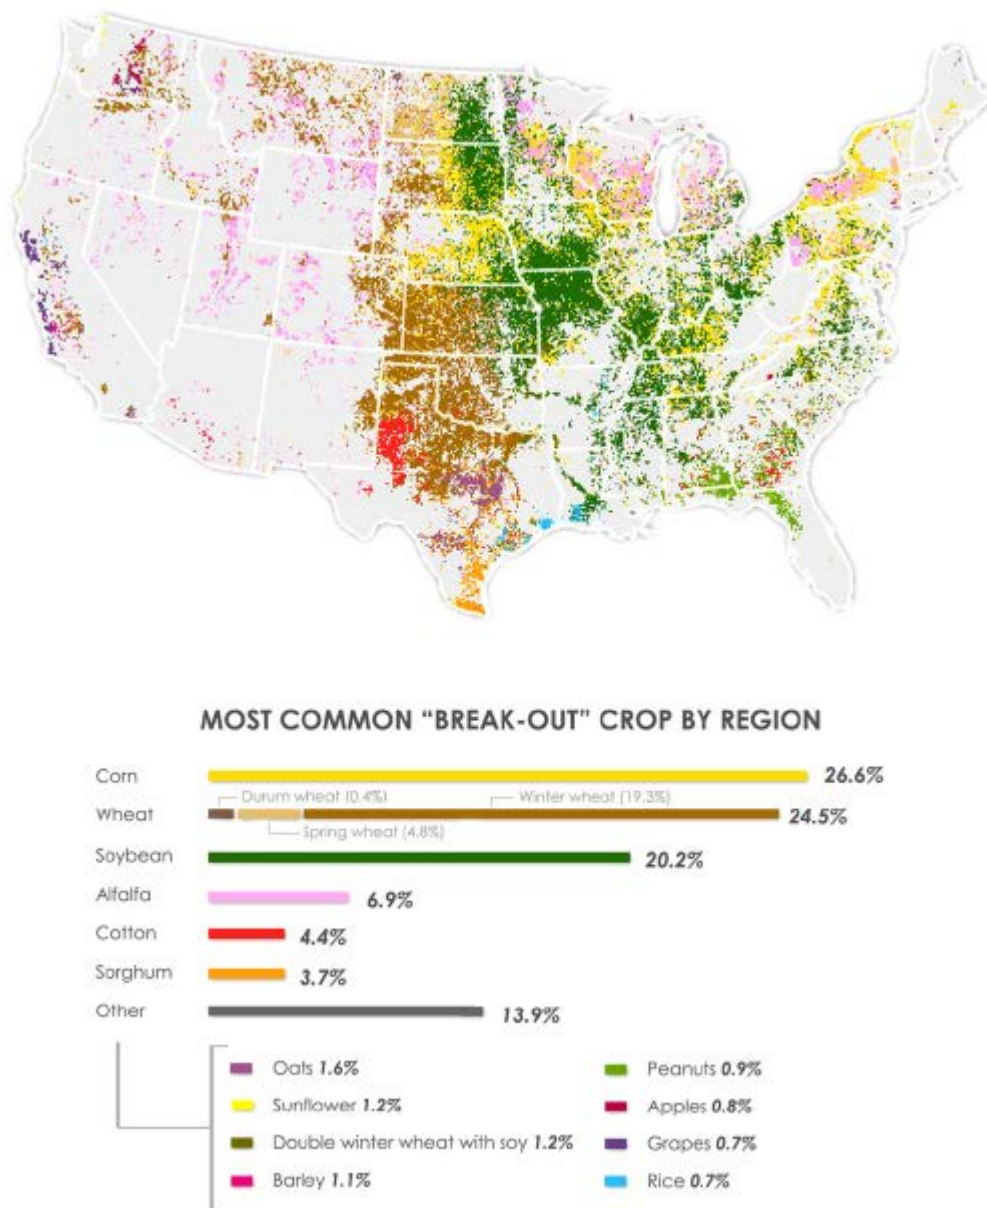 MOST COMMON “BREAK-OUT” CROP BY REGION
Corn 26.6%
Durum wheat (0.4%) Winter wheat (19.3%)
Wheat 24.5%
Spring wheat (4.8%)
Soybean 20.2%
Alfalfa 6.9%
Cotton 4.4%
Sorghum 3.7%
Other 13.9%
Oats 1.6% Peanuts 0.9%
Sunflower 1.2% Apples 0.8%
Double winter wheat with soy 1.2% Grapes 0.7%
Barley 1.1% Rice 0.7%